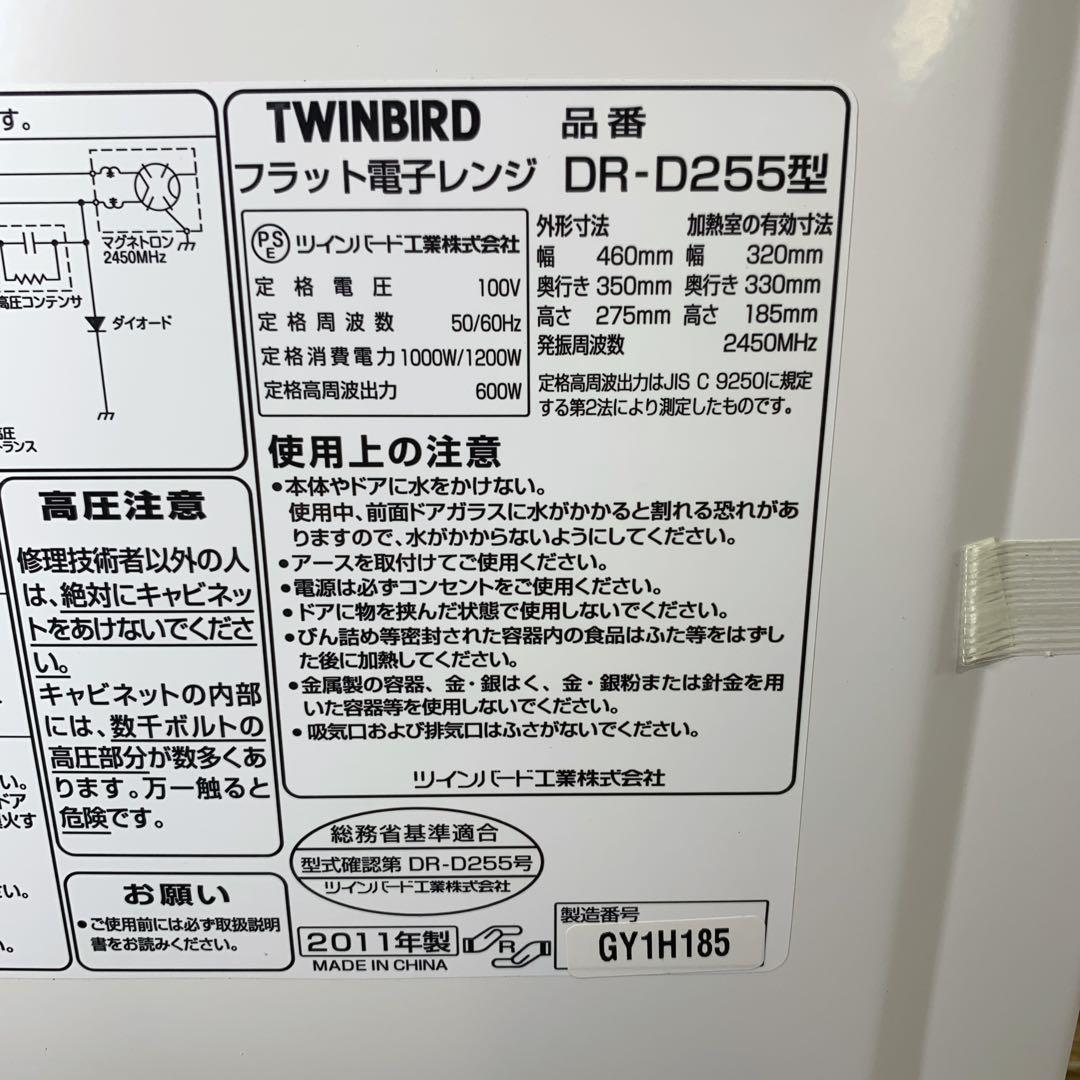 す。
マグネトロン
2450MHz
高圧コンデンサ
ダイオード
TWINBIRD 品番
フラット電子レンジ DR-D255型
PSE ツインバード工業株式会社
定格電圧 100V
定格周波数 50/60Hz
定格消費電力 1000W/1200W
定格高周波出力 600W
外形寸法 加熱室の有効寸法
幅 460mm 幅 320mm
奥行き 350mm 奥行き 330mm
高さ 275mm 高さ 185mm
発振周波数 2450MHz
定格高周波出力はJIS C 9250に規定
する第2法により測定したものです。
使用上の注意
•本体やドアに水をかけない。
使用中、前面ドアガラスに水がかかると割れる恐れがあ
りますので、水がかからないようにしてください。
•アースを取付けてご使用ください。
•電源は必ずコンセントをご使用ください。
•ドアに物を挟んだ状態で使用しないでください。
•びん詰め等密封された容器内の食品はふた等をはずし
た後に加熱してください。
•金属製の容器、金・銀はく、金・銀粉または針金を用
いた容器等を使用しないでください。
•吸気口および排気口はふさがないでください。
ツインバード工業株式会社
高圧注意
修理技術者以外の人
は、絶対にキャビネッ
トをあけないでくださ
い。
キャビネットの内部
には、数千ボルトの
高圧部分が数多くあ
ります。万一触ると
危険です。
お願い
•ご使用前には必ず取扱説明
書をお読みください。
総務省基準適合
型式確認第 DR-D255号
ツインバード工業株式会社
2011年製
MADE IN CHINA
R
製造番号
GY1H185